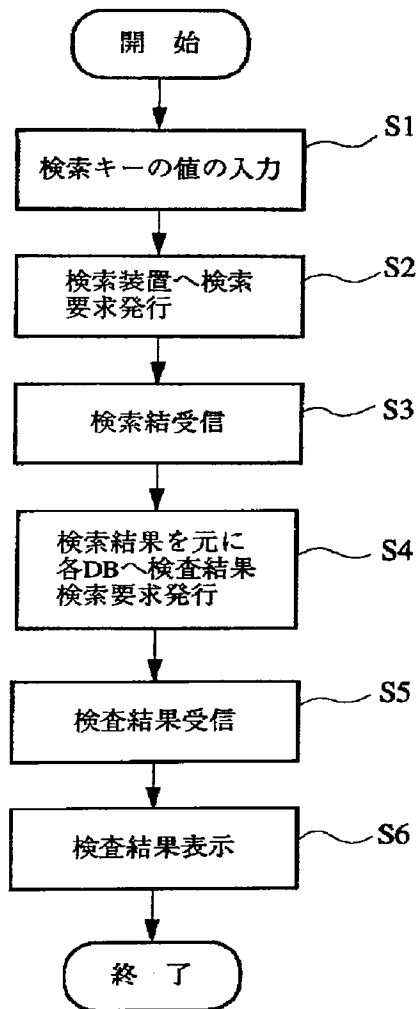 開 始
S1
検索キーの値の入力
S2
検索装置へ検索
要求発行
S3
検索結受信
S4
検索結果を元に
各DBへ検査結果
検索要求発行
S5
検査結果受信
S6
検査結果表示
終 了